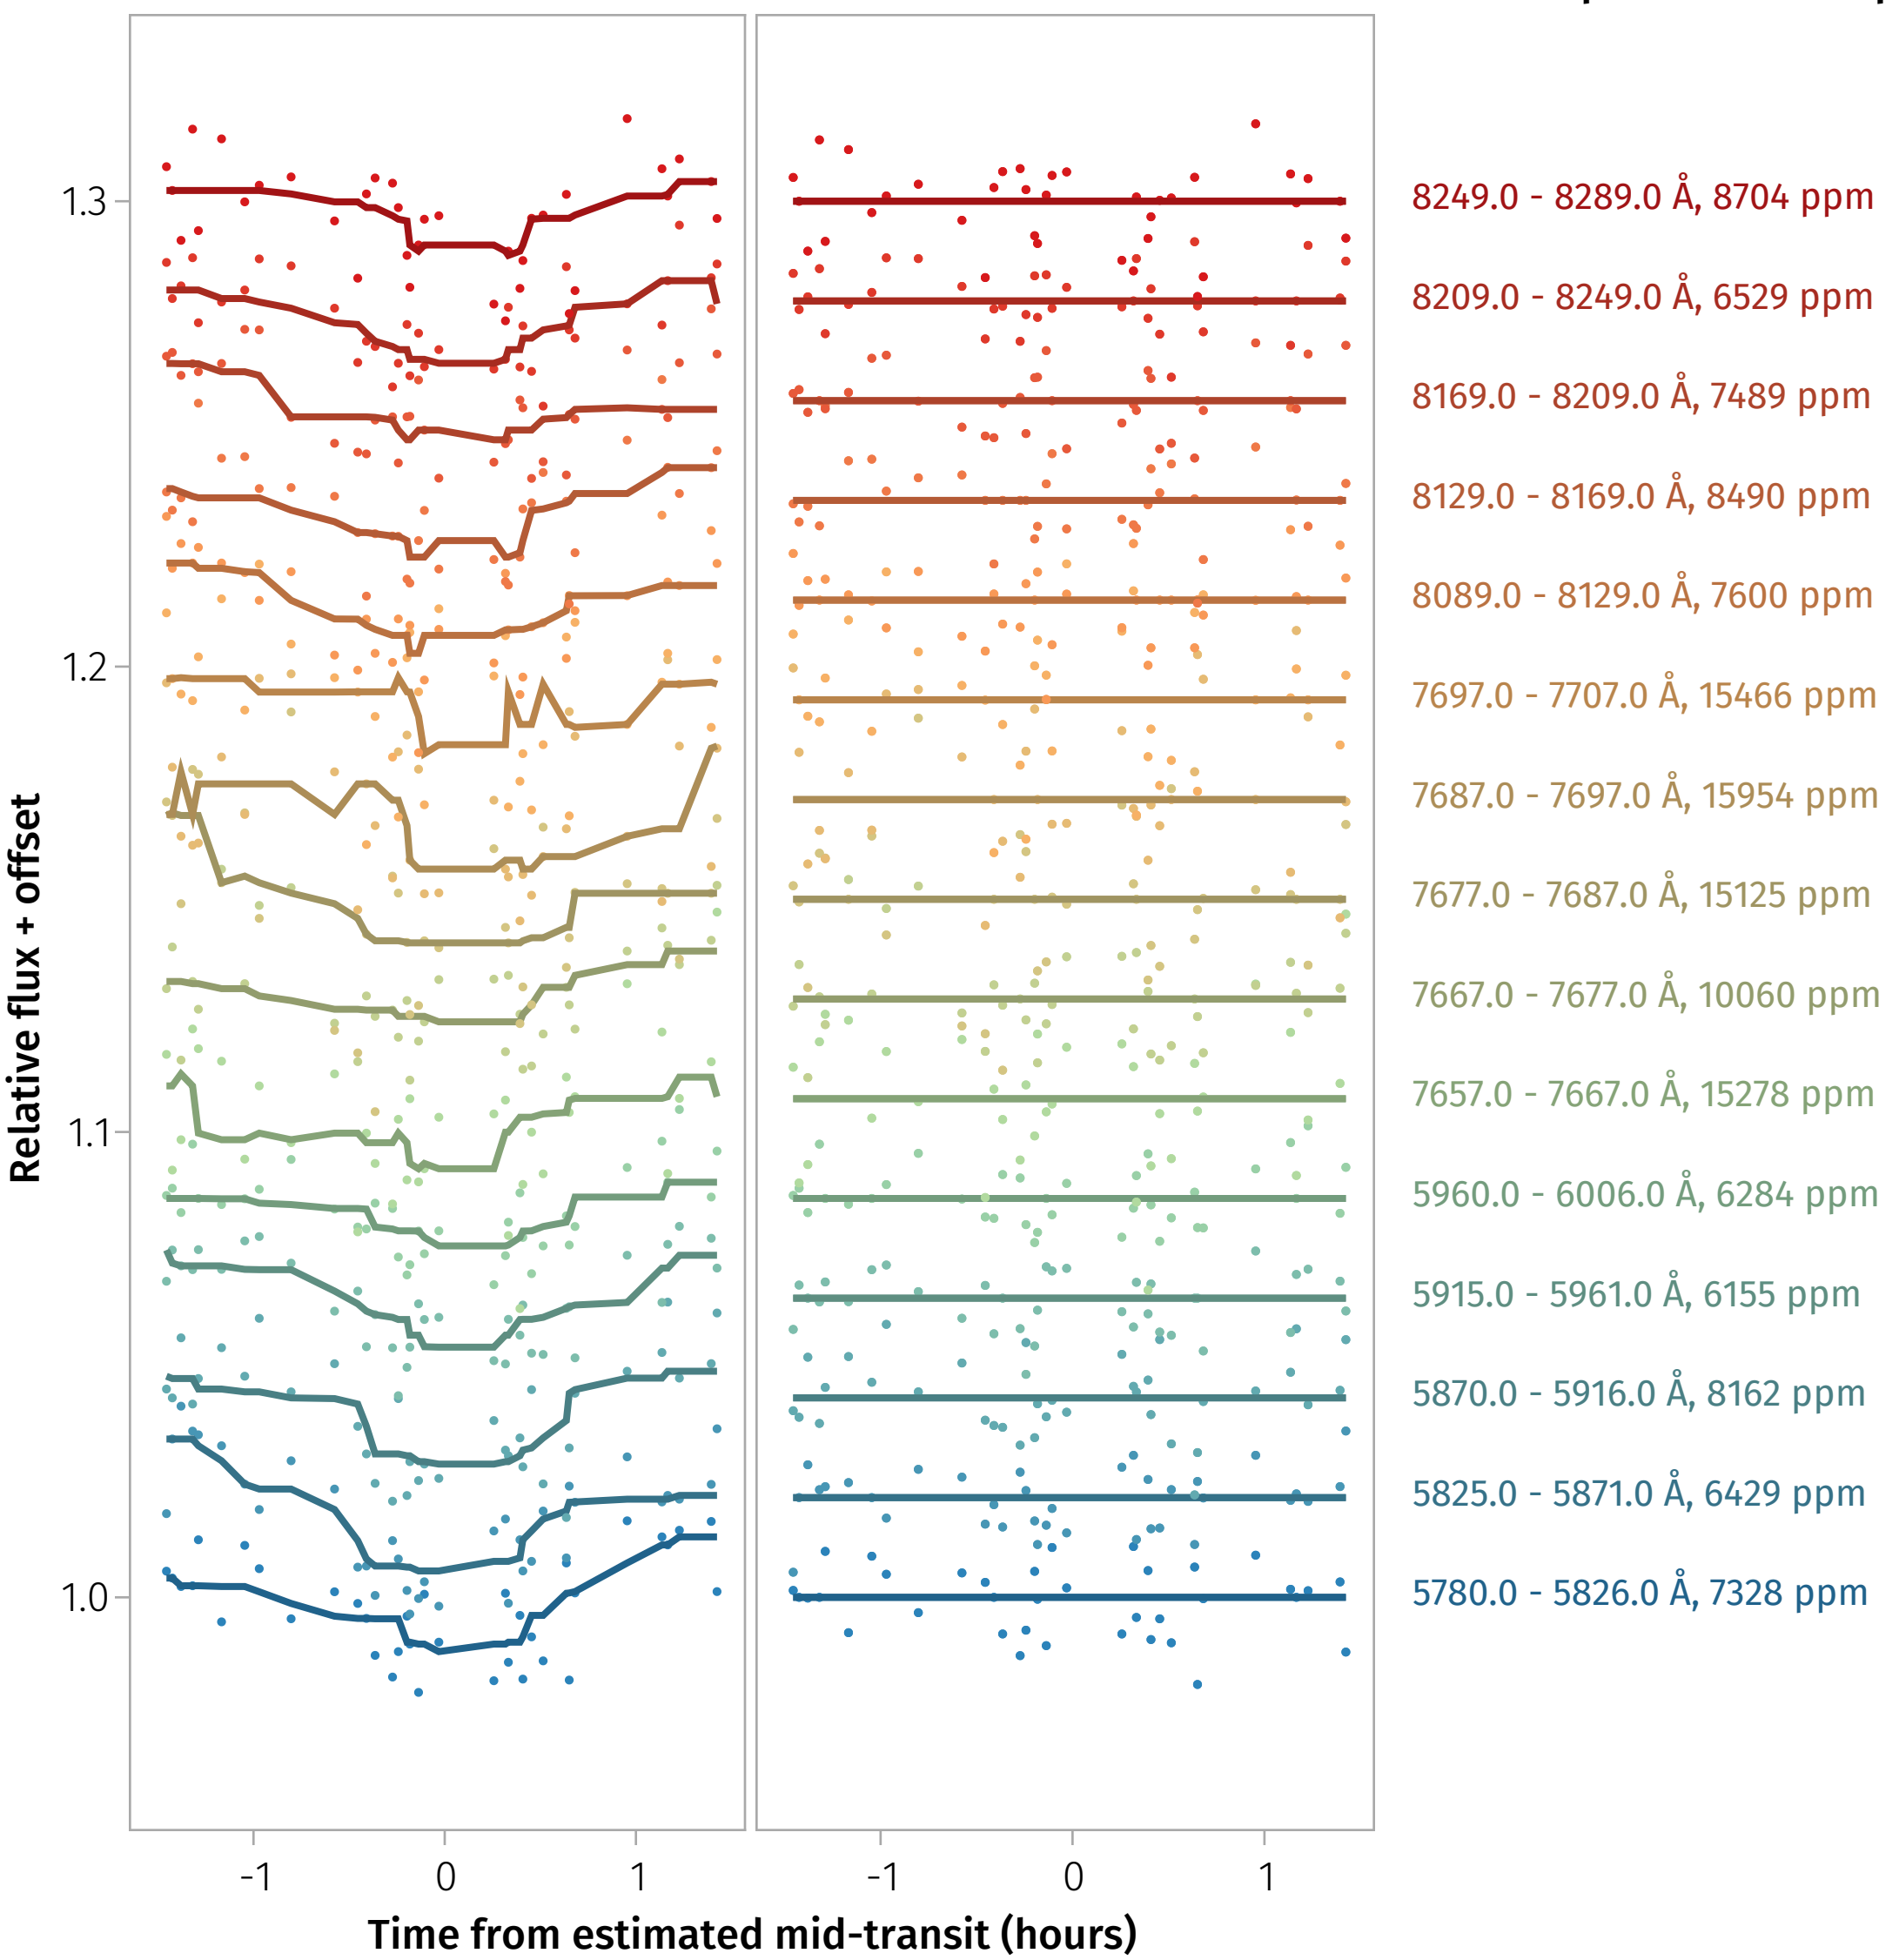 1.3
1.2
1.1
1.0
Relative flux + offset
-1 0 1
-1 0 1
Time from estimated mid-transit (hours)
8249.0 - 8289.0 Å, 8704 ppm
8209.0 - 8249.0 Å, 6529 ppm
8169.0 - 8209.0 Å, 7489 ppm
8129.0 - 8169.0 Å, 8490 ppm
8089.0 - 8129.0 Å, 7600 ppm
7697.0 - 7707.0 Å, 15466 ppm
7687.0 - 7697.0 Å, 15954 ppm
7677.0 - 7687.0 Å, 15125 ppm
7667.0 - 7677.0 Å, 10060 ppm
7657.0 - 7667.0 Å, 15278 ppm
5960.0 - 6006.0 Å, 6284 ppm
5915.0 - 5961.0 Å, 6155 ppm
5870.0 - 5916.0 Å, 8162 ppm
5825.0 - 5871.0 Å, 6429 ppm
5780.0 - 5826.0 Å, 7328 ppm